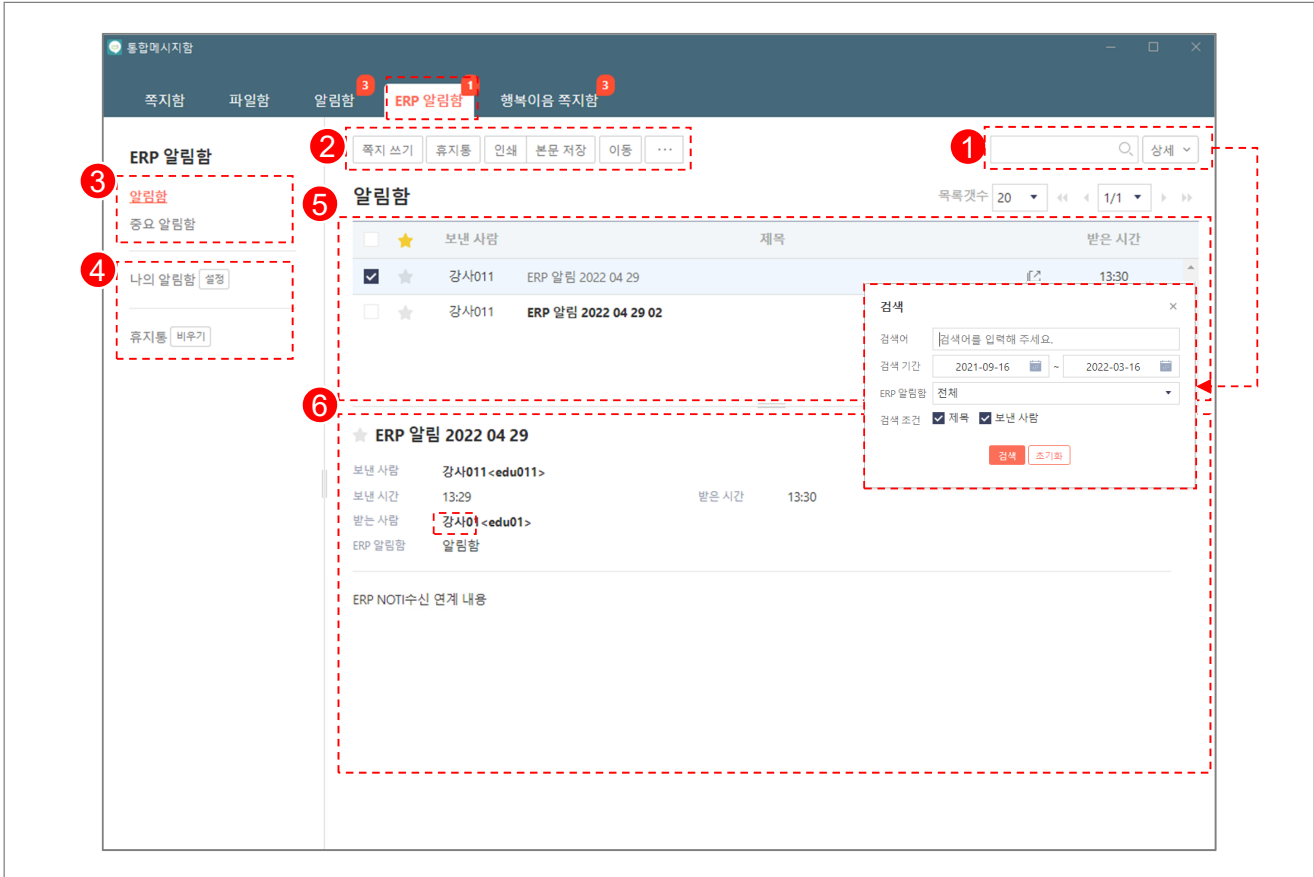 통합메시지함
쪽지함 파일함 알림함 3 ERP 알림함 1 행복이음 쪽지함 3
ERP 알림함
2 쪽지 쓰기 휴지통 인쇄 본문 저장 이동 ··· 1 상세
3 알림함
중요 알림함
4 나의 알림함 설정
휴지통 비우기
5 알림함 목록갯수 20 1/1
보낸 사람 제목 받은 시간
강사011 ERP 알림 2022 04 29 13:30
강사011 ERP 알림 2022 04 29 02
검색 ×
검색어 검색어를 입력해 주세요.
검색 기간 2021-09-16 ~ 2022-03-16
ERP 알림함 전체
검색 조건 제목 보낸 사람
검색 초기화
6 ERP 알림 2022 04 29
보낸 사람 강사011<edu011>
보낸 시간 13:29 받은 시간 13:30
받는 사람 강사01<edu01>
ERP 알림함 알림함
ERP NOTI수신 연계 내용